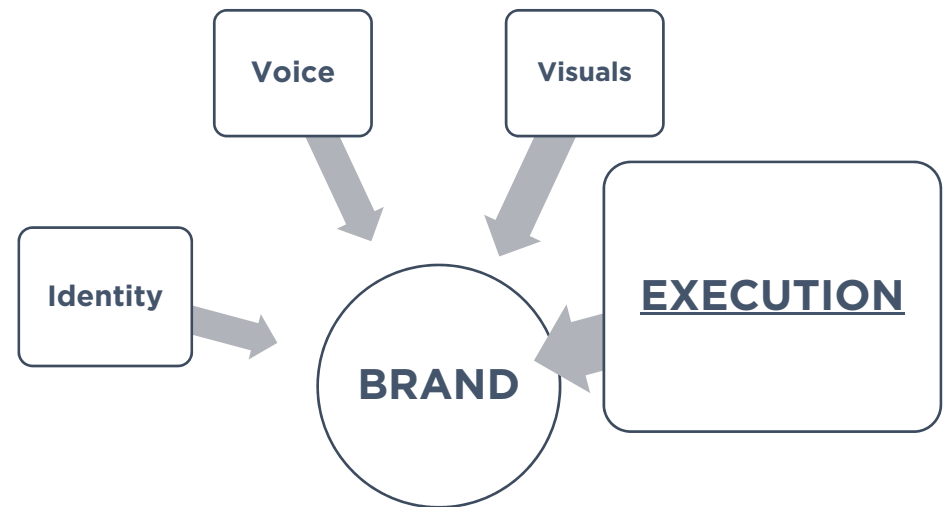 Voice
Visuals
Identity
EXECUTION
BRAND